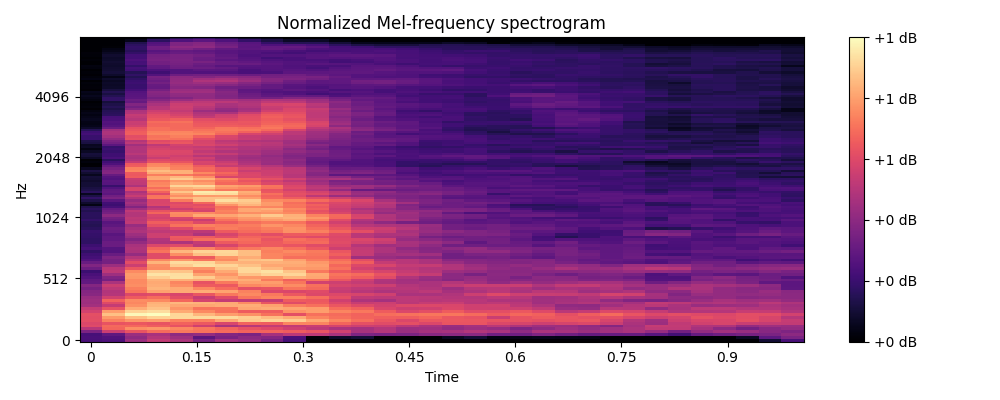 Normalized Mel-frequency spectrogram
+1 dB
+1 dB
+1 dB
+0 dB
+0 dB
+0 dB
4096
2048
1024
512
0
Hz
0 0.15 0.3 0.45 0.6 0.75 0.9
Time